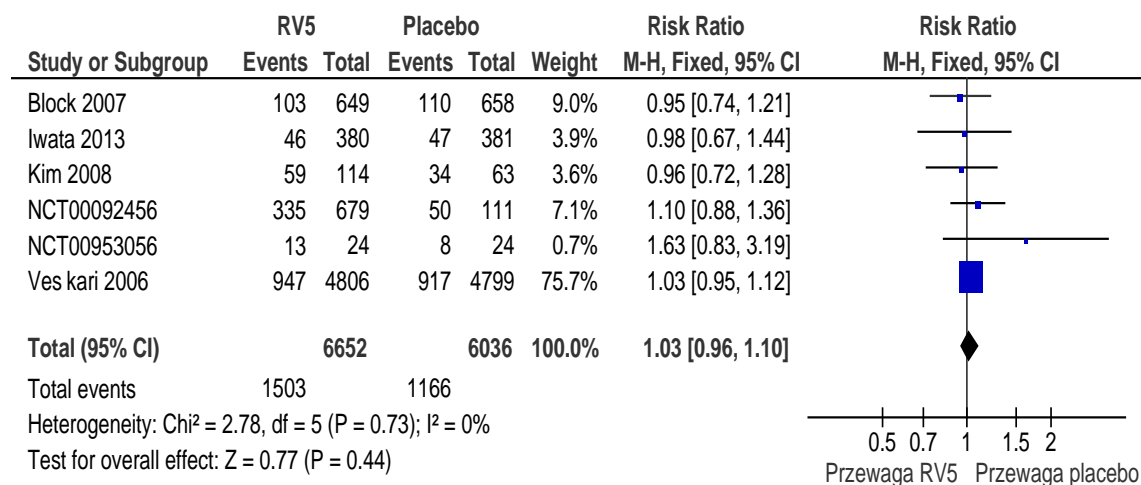 RV5 Placebo Risk Ratio Risk Ratio
Study or Subgroup Events Total Events Total Weight M-H, Fixed, 95% CI M-H, Fixed, 95% CI
Block 2007 103 649 110 658 9.0% 0.95 [0.74, 1.21]
Iwata 2013 46 380 47 381 3.9% 0.98 [0.67, 1.44]
Kim 2008 59 114 34 63 3.6% 0.96 [0.72, 1.28]
NCT00092456 335 679 50 111 7.1% 1.10 [0.88, 1.36]
NCT00953056 13 24 8 24 0.7% 1.63 [0.83, 3.19]
Ves kari 2006 947 4806 917 4799 75.7% 1.03 [0.95, 1.12]
Total (95% CI) 6652 6036 100.0% 1.03 [0.96, 1.10]
Total events 1503 1166
Heterogeneity: Chi² = 2.78, df = 5 (P = 0.73); I² = 0%
Test for overall effect: Z = 0.77 (P = 0.44)
0.5 0.7 1 1.5 2
Przewaga RV5 Przewaga placebo